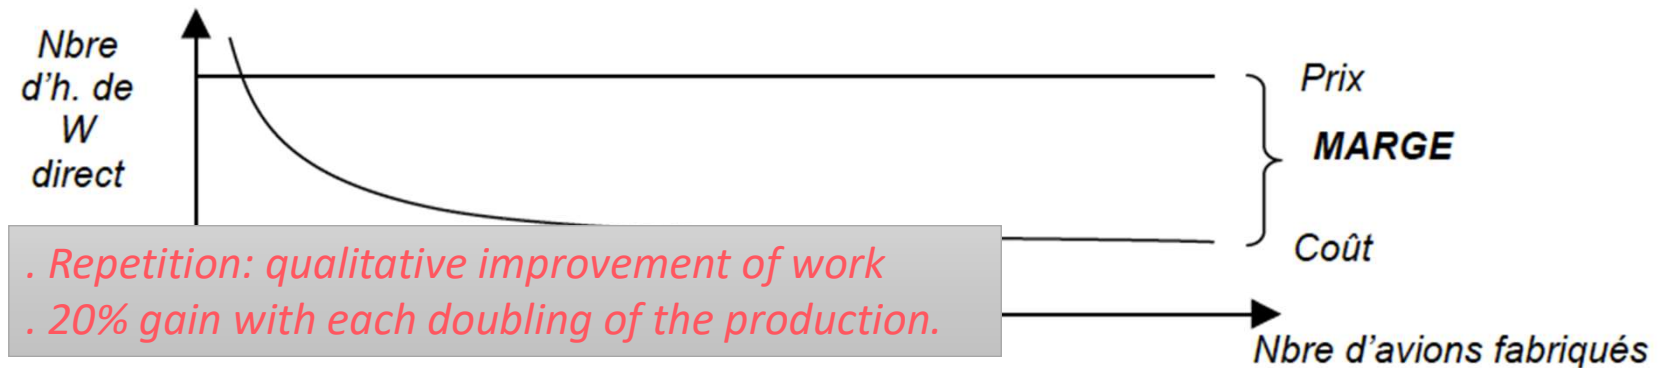 Nbre
d'h. de
W
direct
Prix
MARGE
Coût
. Repetition: qualitative improvement of work
. 20% gain with each doubling of the production.
Nbre d'avions fabriqués